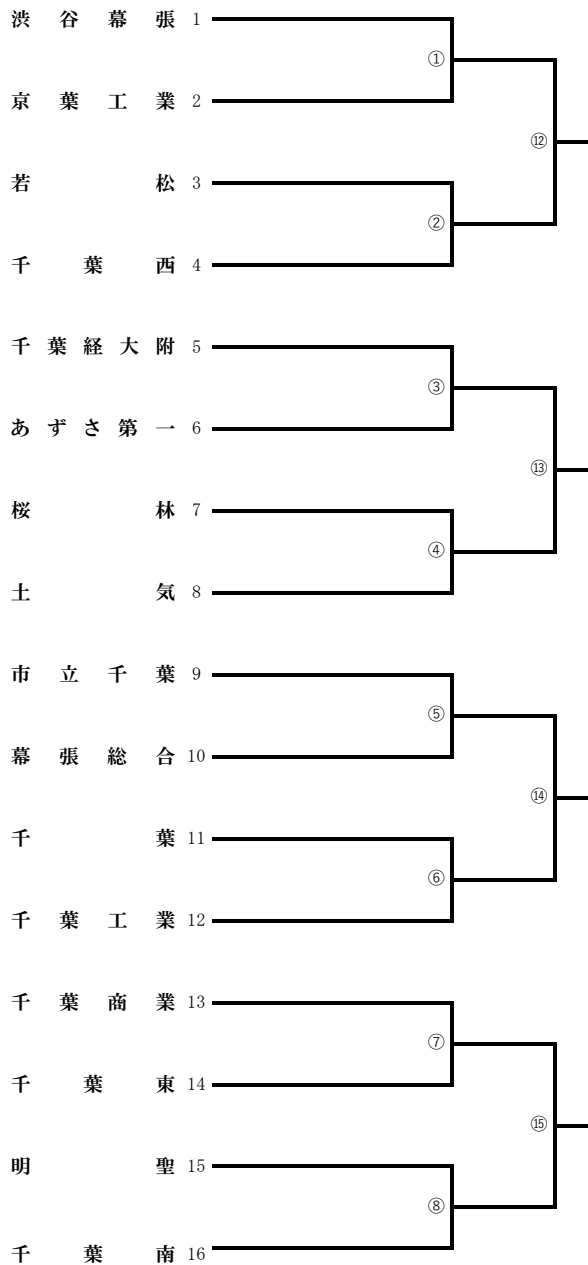 渋谷幕張 1
①
京葉工業 2
⑫
若松 3
②
千葉西 4
千葉経大附 5
③
あずさ第一 6
⑬
桜林 7
④
土気 8
市立千葉 9
⑤
幕張総合 10
⑭
千葉 11
⑥
千葉工業 12
千葉商業 13
⑦
千葉東 14
⑮
明聖 15
⑧
千葉南 16